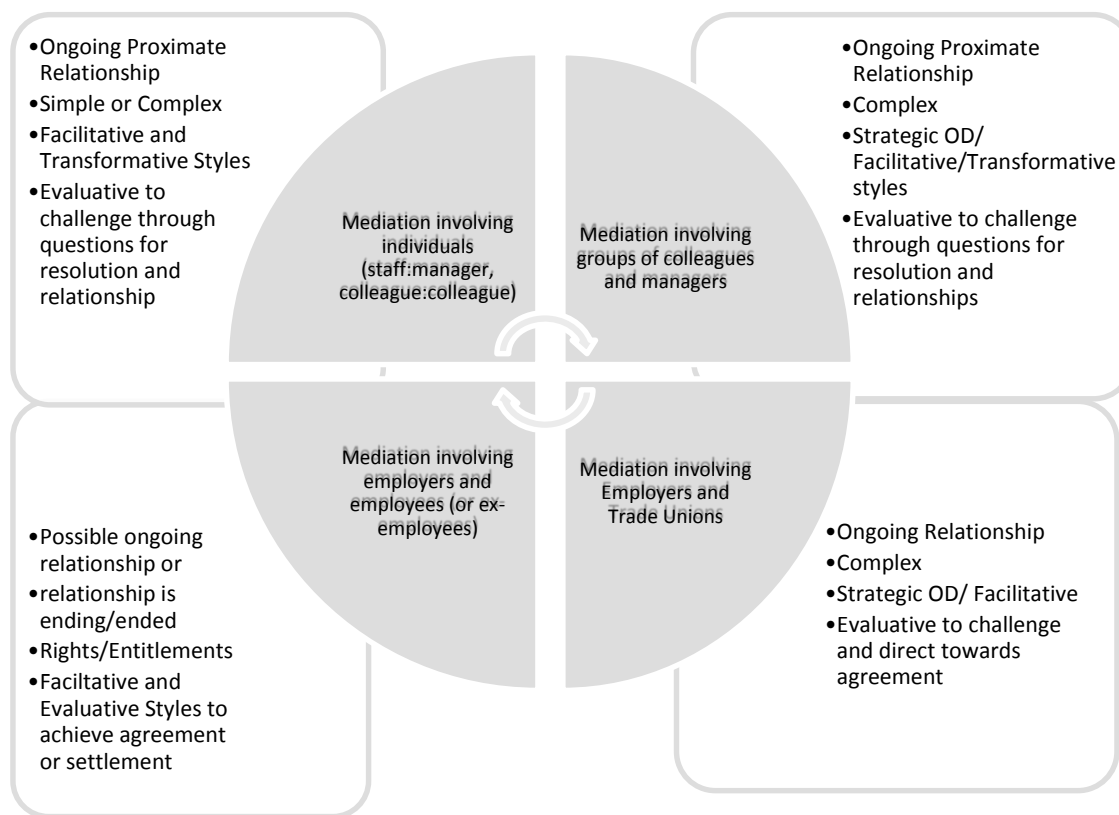 •Ongoing Proximate
Relationship
•Simple or Complex
•Facilitative and
Transformative Styles
•Evaluative to
challenge through
questions for
resolution and
relationship
•Ongoing Proximate
Relationship
•Complex
•Strategic OD/
Facilitative/Transformative
styles
•Evaluative to challenge
through questions for
resolution and
relationships
Mediation involving
individuals
(staff:manager,
colleague:colleague)
Mediation involving
groups of colleagues
and managers
Mediation involving
employers and
employees (or ex-
employees)
Mediation involving
Employers and
Trade Unions
•Possible ongoing
relationship or
•relationship is
ending/ended
•Rights/Entitlements
•Faciltative and
Evaluative Styles to
achieve agreement
or settlement
•Ongoing Relationship
•Complex
•Strategic OD/ Facilitative
•Evaluative to challenge
and direct towards
agreement